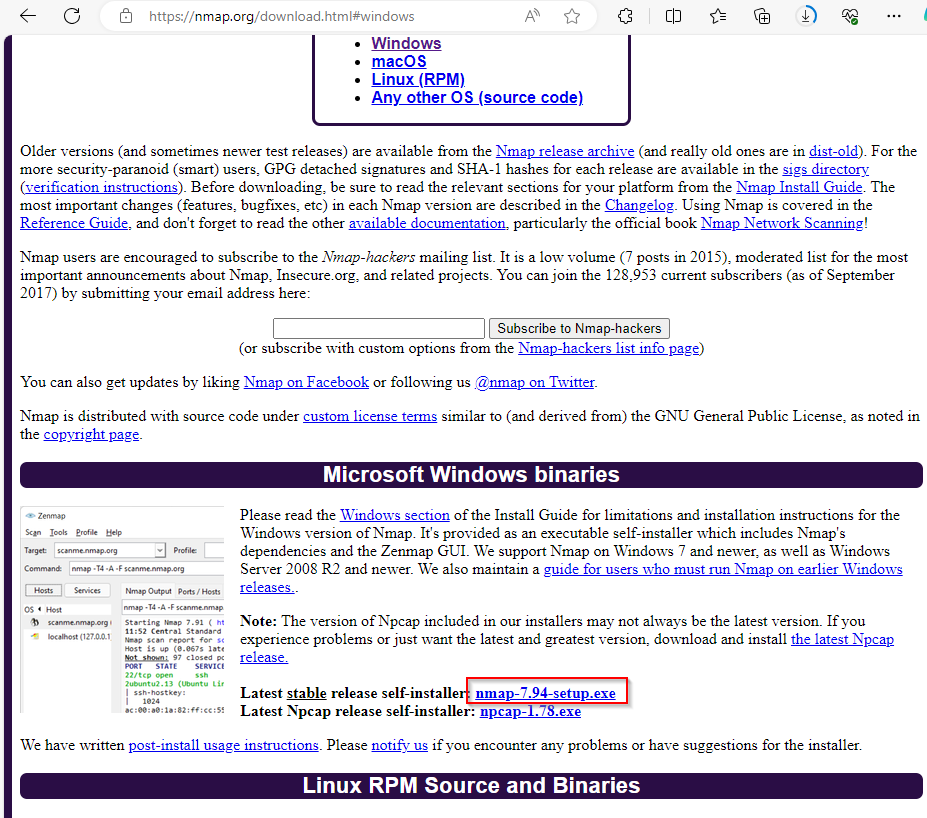 https://nmap.org/download.html#windows
Windows
macOS
Linux (RPM)
Any other OS (source code)
Older versions (and sometimes newer test releases) are available from the Nmap release archive (and really old ones are in dist-old). For the
more security-paranoid (smart) users, GPG detached signatures and SHA-1 hashes for each release are available in the sigs directory
(verification instructions). Before downloading, be sure to read the relevant sections for your platform from the Nmap Install Guide. The
most important changes (features, bugfixes, etc) in each Nmap version are described in the Changelog. Using Nmap is covered in the
Reference Guide, and don't forget to read the other available documentation, particularly the official book Nmap Network Scanning!
Nmap users are encouraged to subscribe to the Nmap-hackers mailing list. It is a low volume (7 posts in 2015), moderated list for the most
important announcements about Nmap, Insecure.org, and related projects. You can join the 128,953 current subscribers (as of September
2017) by submitting your email address here:
Subscribe to Nmap-hackers
(or subscribe with custom options from the Nmap-hackers list info page)
You can also get updates by liking Nmap on Facebook or following us @nmap on Twitter.
Nmap is distributed with source code under custom license terms similar to (and derived from) the GNU General Public License, as noted in
the copyright page.
Microsoft Windows binaries
Zenmap
Scan Tools Profile Help
Target: scanme.nmap.org Profile:
Command: nmap -T4 -A -F scanme.nmap.org
Hosts Services Nmap Output Ports / Hosts
OS Host nmap -T4 -A -F scanme.nmap.
scanme.nmap.org
localhost (127.0.0.1
Starting Nmap 7.91 ( ht
11:52 Central Standard
Nmap scan report for sc
Host is up (0.067s late
Not shown: 97 closed po
PORT STATE SERVICE
22/tcp open ssh
2ubuntu2.13 (Ubuntu Lin
| ssh-hostkey:
| 1024
ac:00:a0:1a:82:ff:cc:55
Please read the Windows section of the Install Guide for limitations and installation instructions for the
Windows version of Nmap. It's provided as an executable self-installer which includes Nmap's
dependencies and the Zenmap GUI. We support Nmap on Windows 7 and newer, as well as Windows
Server 2008 R2 and newer. We also maintain a guide for users who must run Nmap on earlier Windows
releases..
Note: The version of Npcap included in our installers may not always be the latest version. If you
experience problems or just want the latest and greatest version, download and install the latest Npcap
release.
Latest stable release self-installer: nmap-7.94-setup.exe
Latest Npcap release self-installer: npcap-1.78.exe
We have written post-install usage instructions. Please notify us if you encounter any problems or have suggestions for the installer.
Linux RPM Source and Binaries